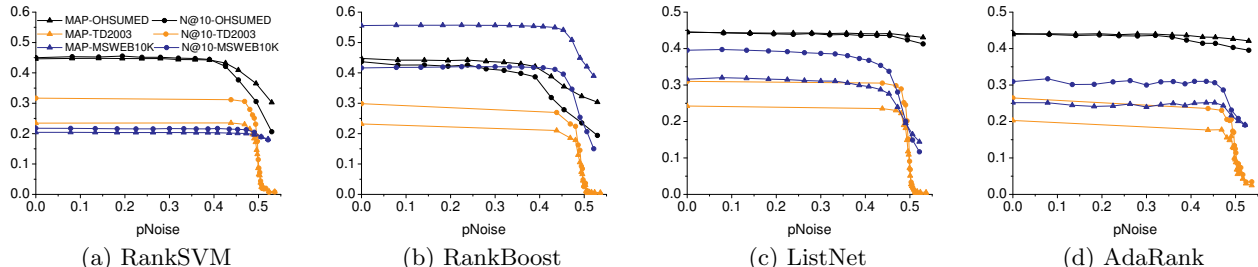 MAP-OHSUMED N@10-OHSUMED
MAP-TD2003 N@10-TD2003
MAP-MSWEB10K N@10-MSWEB10K
0.6
0.5
0.4
0.3
0.2
0.1
0.0
0.0 0.1 0.2 0.3 0.4 0.5
pNoise
(a) RankSVM
0.6
0.5
0.4
0.3
0.2
0.1
0.0
0.0 0.1 0.2 0.3 0.4 0.5
pNoise
(b) RankBoost
0.5
0.4
0.3
0.2
0.1
0.0
0.0 0.1 0.2 0.3 0.4 0.5
pNoise
(c) ListNet
0.5
0.4
0.3
0.2
0.1
0.0
0.0 0.1 0.2 0.3 0.4 0.5
pNoise
(d) AdaRank